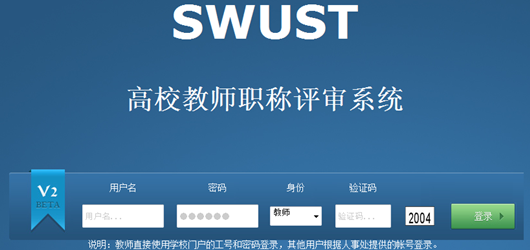 SWUST
高校教师职称评审系统
V2
BETA
用户名 密码 身份 验证码
用户名... ●●●●●● 教师 验证码... 2004 登录
说明：教师直接使用学校门户的工号和密码登录，其他用户根据人事处提供的帐号登录。